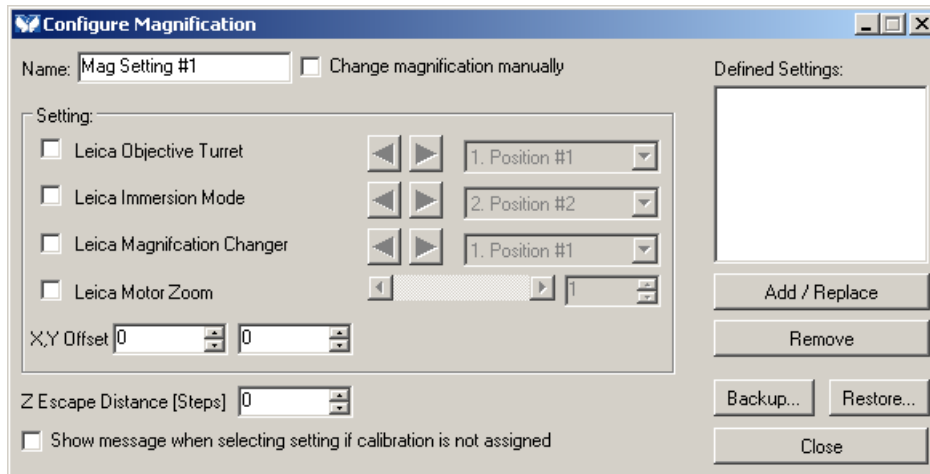 Configure Magnification
Name: Mag Setting #1 Change magnification manually
Defined Settings:
Setting:
Leica Objective Turret 1. Position #1
Leica Immersion Mode 2. Position #2
Leica Magnifcation Changer 1. Position #1
Leica Motor Zoom 1
X,Y Offset 0 0
Z Escape Distance [Steps] 0
Show message when selecting setting if calibration is not assigned
Add / Replace
Remove
Backup... Restore...
Close